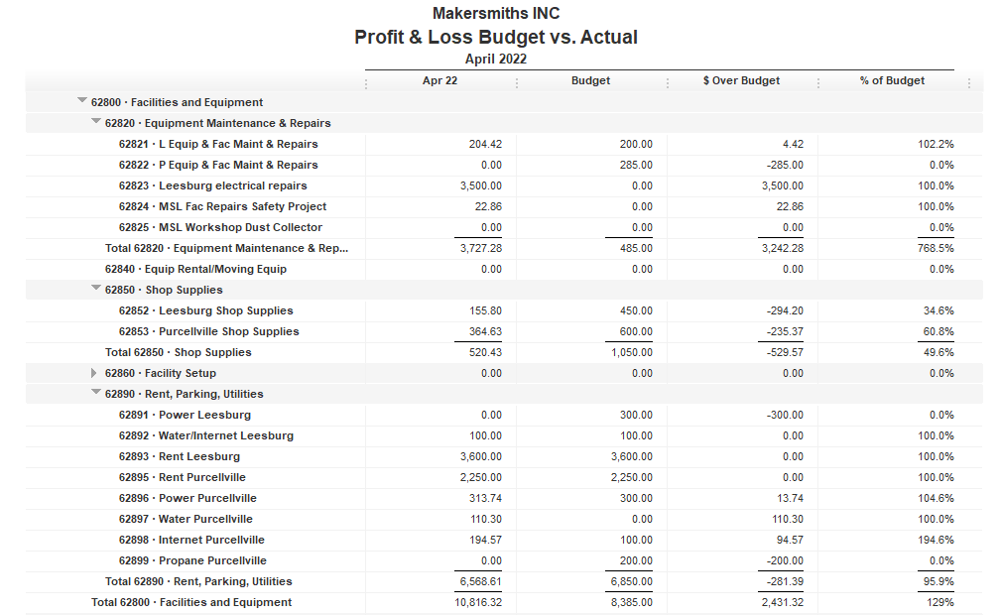 Makersmiths INC
Profit & Loss Budget vs. Actual
April 2022
Apr 22 Budget $ Over Budget % of Budget
62800 · Facilities and Equipment
62820 · Equipment Maintenance & Repairs
62821 · L Equip & Fac Maint & Repairs 204.42 200.00 4.42 102.2%
62822 · P Equip & Fac Maint & Repairs 0.00 285.00 -285.00 0.0%
62823 · Leesburg electrical repairs 3,500.00 0.00 3,500.00 100.0%
62824 · MSL Fac Repairs Safety Project 22.86 0.00 22.86 100.0%
62825 · MSL Workshop Dust Collector 0.00 0.00 0.00 0.0%
Total 62820 · Equipment Maintenance & Rep... 3,727.28 485.00 3,242.28 768.5%
62840 · Equip Rental/Moving Equip 0.00 0.00 0.00 0.0%
62850 · Shop Supplies
62852 · Leesburg Shop Supplies 155.80 450.00 -294.20 34.6%
62853 · Purcellville Shop Supplies 364.63 600.00 -235.37 60.8%
Total 62850 · Shop Supplies 520.43 1,050.00 -529.57 49.6%
62860 · Facility Setup 0.00 0.00 0.00 0.0%
62890 · Rent, Parking, Utilities
62891 · Power Leesburg 0.00 300.00 -300.00 0.0%
62892 · Water/Internet Leesburg 100.00 100.00 0.00 100.0%
62893 · Rent Leesburg 3,600.00 3,600.00 0.00 100.0%
62895 · Rent Purcellville 2,250.00 2,250.00 0.00 100.0%
62896 · Power Purcellville 313.74 300.00 13.74 104.6%
62897 · Water Purcellville 110.30 0.00 110.30 100.0%
62898 · Internet Purcellville 194.57 100.00 94.57 194.6%
62899 · Propane Purcellville 0.00 200.00 -200.00 0.0%
Total 62890 · Rent, Parking, Utilities 6,568.61 6,850.00 -281.39 95.9%
Total 62800 · Facilities and Equipment 10,816.32 8,385.00 2,431.32 129%